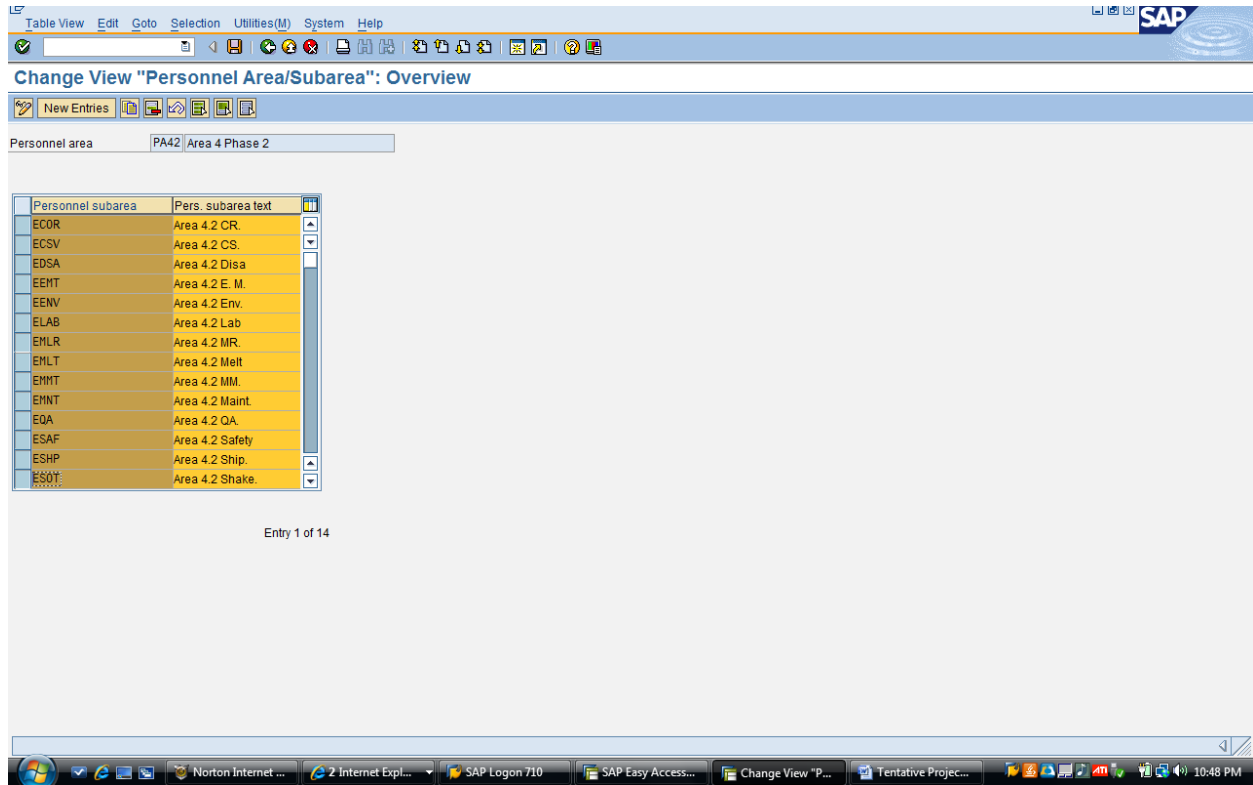 Table View Edit Goto Selection Utilities(M) System Help
SAP
Change View "Personnel Area/Subarea": Overview
New Entries
Personnel area PA42 Area 4 Phase 2
Personnel subarea Pers. subarea text
ECOR Area 4.2 CR.
ECSV Area 4.2 CS.
EDSA Area 4.2 Disa
EEMT Area 4.2 E. M.
EENV Area 4.2 Env.
ELAB Area 4.2 Lab
EMLR Area 4.2 MR.
EMLT Area 4.2 Melt
EMMT Area 4.2 MM.
EMNT Area 4.2 Maint.
EQA Area 4.2 QA.
ESAF Area 4.2 Safety
ESHP Area 4.2 Ship.
ESOT Area 4.2 Shake.
Entry 1 of 14
Norton Internet ... 2 Internet Expl... SAP Logon 710 SAP Easy Access... Change View "P... Tentative Projec... ATI 10:48 PM